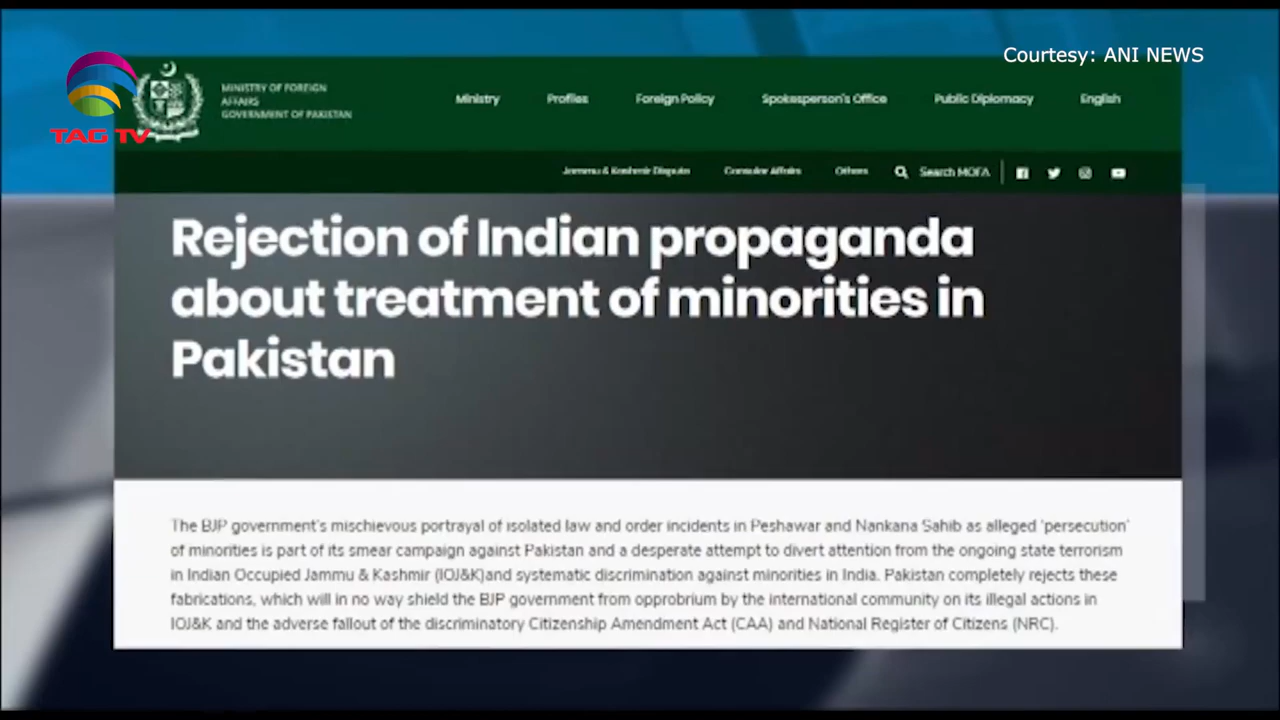 Courtesy: ANI NEWS
TAG TV
MINISTRY OF FOREIGN
AFFAIRS
GOVERNMENT OF PAKISTAN
Ministry Profiles Foreign Policy Spokesperson's Office Public Diplomacy English
Jammu & Kashmir Dispute Consular Affairs Others Search MOFA
Rejection of Indian propaganda
about treatment of minorities in
Pakistan
The BJP government's mischievous portrayal of isolated law and order incidents in Peshawar and Nankana Sahib as alleged 'persecution'
of minorities is part of its smear campaign against Pakistan and a desperate attempt to divert attention from the ongoing state terrorism
in Indian Occupied Jammu & Kashmir (IOJ&K)and systematic discrimination against minorities in India. Pakistan completely rejects these
fabrications, which will in no way shield the BJP government from opprobrium by the international community on its illegal actions in
IOJ&K and the adverse fallout of the discriminatory Citizenship Amendment Act (CAA) and National Register of Citizens (NRC).